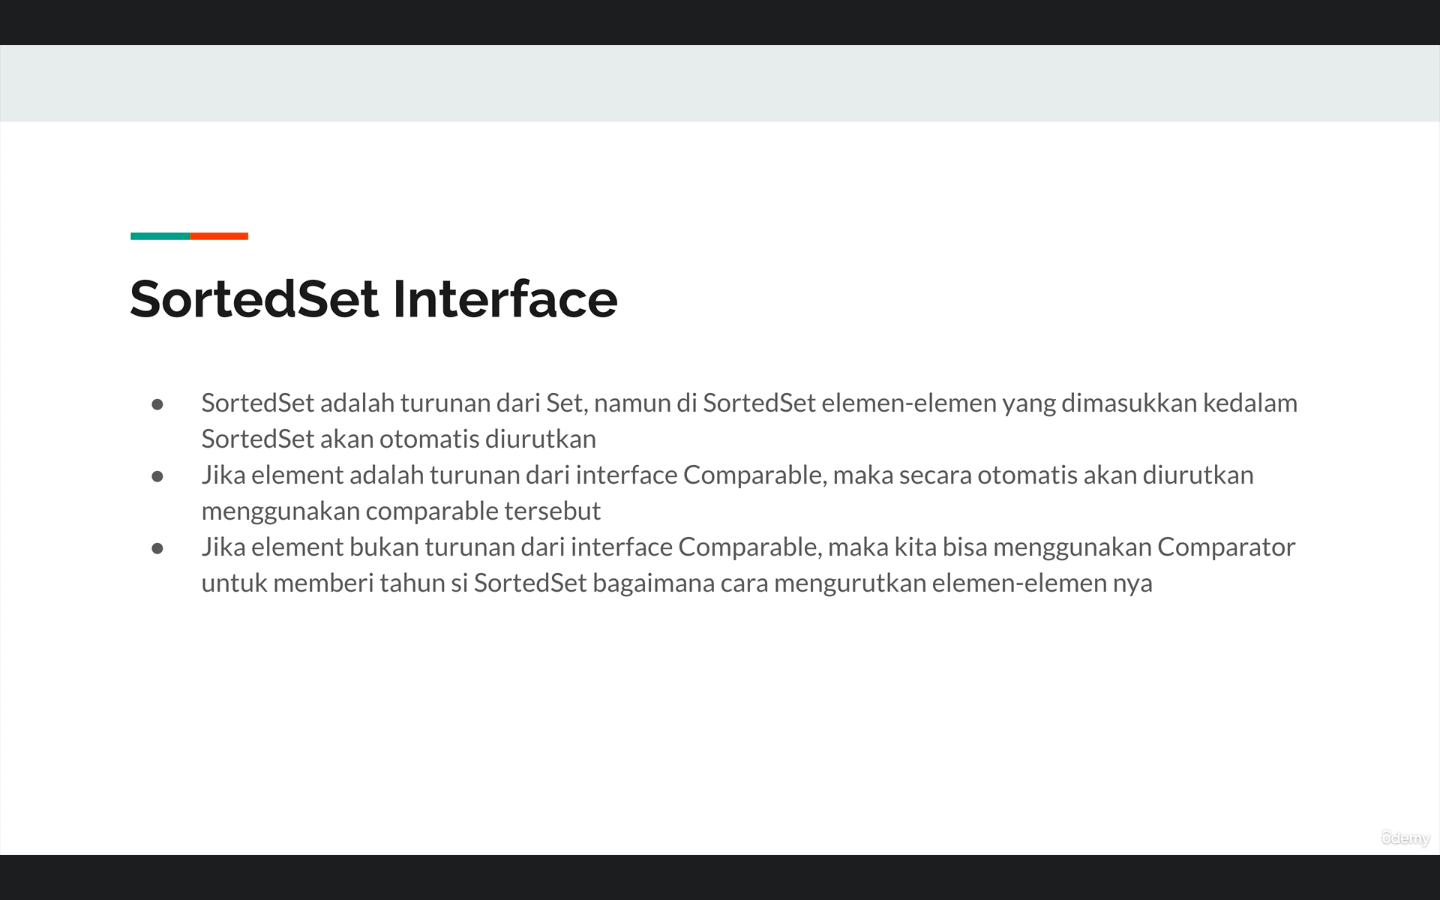 SortedSet Interface
● SortedSet adalah turunan dari Set, namun di SortedSet elemen-elemen yang dimasukkan kedalam
SortedSet akan otomatis diurutkan
● Jika element adalah turunan dari interface Comparable, maka secara otomatis akan diurutkan
menggunakan comparable tersebut
● Jika element bukan turunan dari interface Comparable, maka kita bisa menggunakan Comparator
untuk memberi tahun si SortedSet bagaimana cara mengurutkan elemen-elemen nya
ûdemy